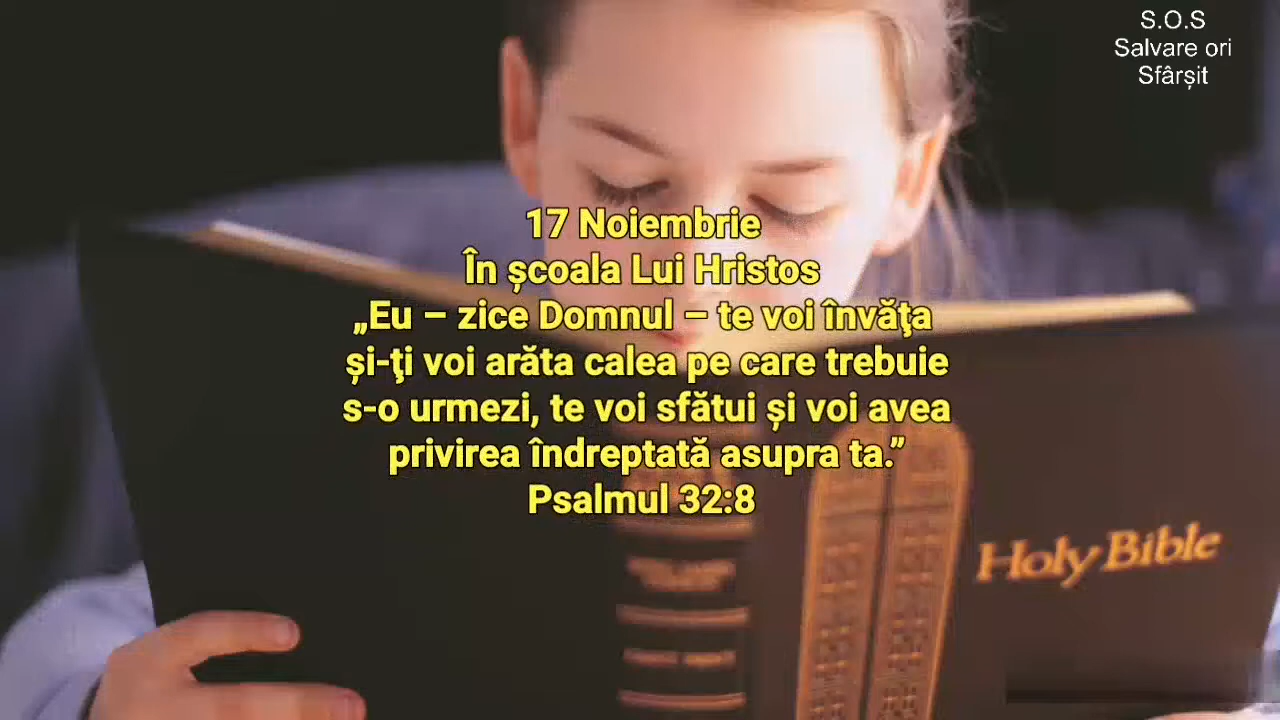 S.O.S
Salvare ori
Sfârșit
17 Noiembrie
În școala Lui Hristos
„Eu – zice Domnul – te voi învăţa
și-ţi voi arăta calea pe care trebuie
s-o urmezi, te voi sfătui și voi avea
privirea îndreptată asupra ta.”
Psalmul 32:8
Holy Bible